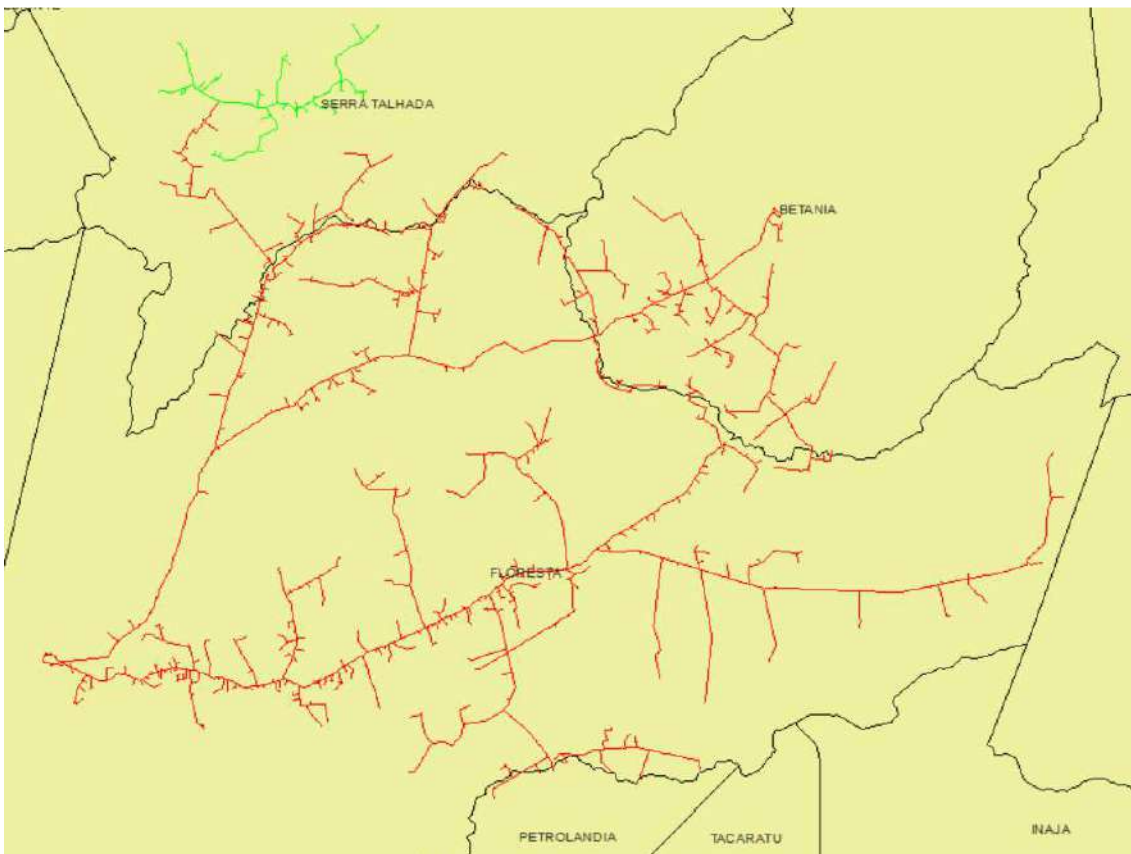 SERRA TALHADA
BETANIA
FLORESTA
PETROLANDIA
TACARATU
INAJA